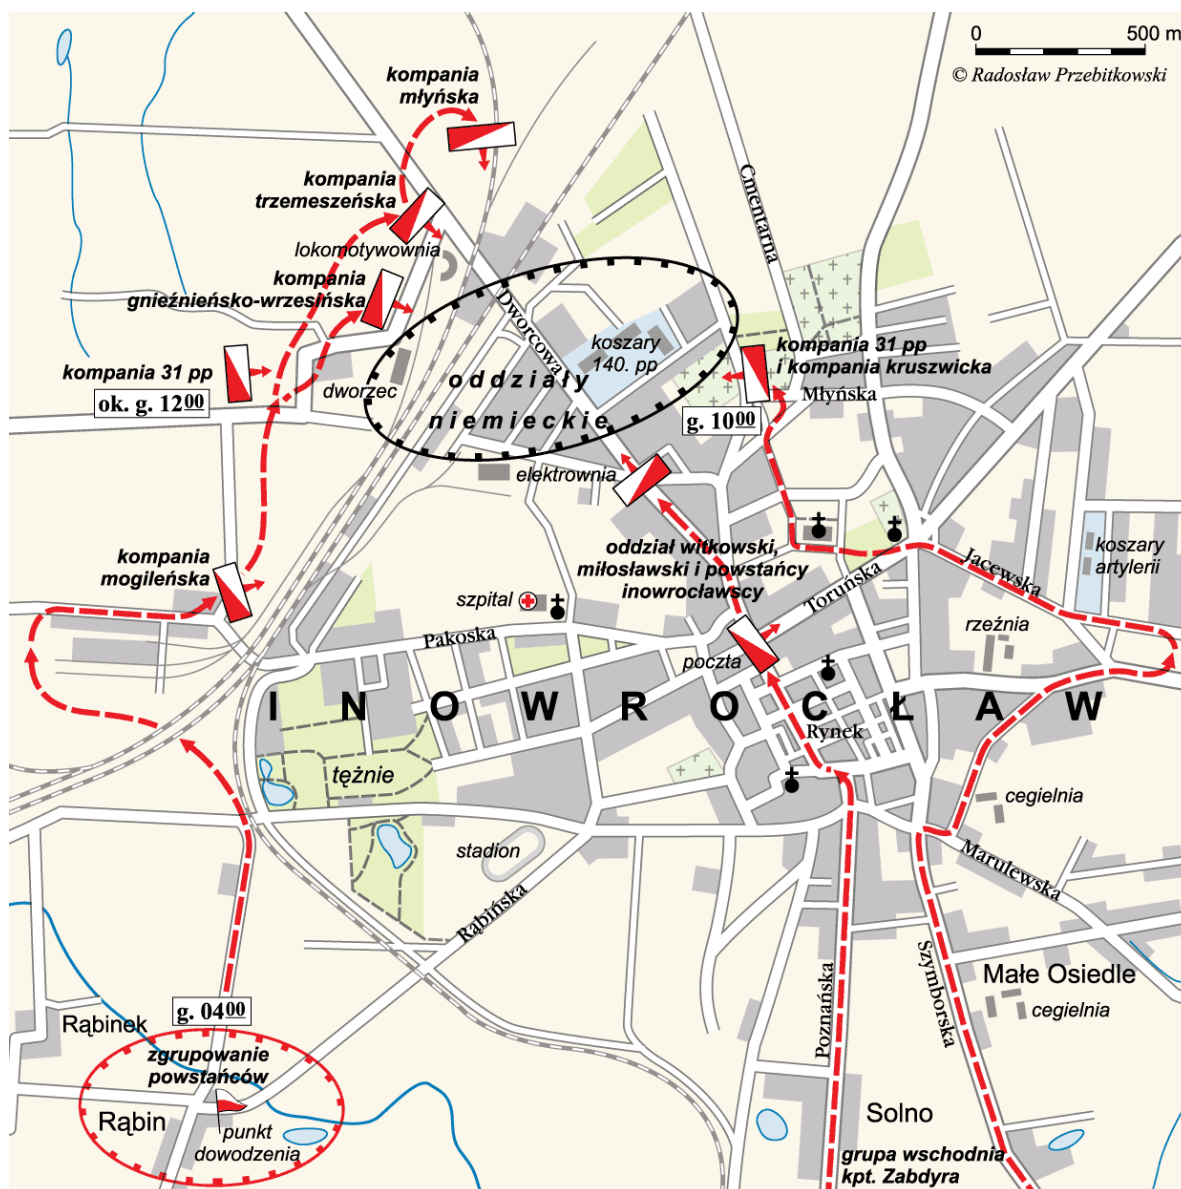 0 500 m
© Radosław Przebitkowski
kompania
młyńska
kompania
trzemeszeńska
lokomotywownia
kompania
gnieźnieńsko-wrzesińska
Cmentarna
Dworcowa
koszary
140. pp
kompania 31 pp
i kompania kruszwicka
kompania 31 pp
ok. g. 1200
dworzec
oddziały
niemieckie
g. 1000
Młyńska
elektrownia
kompania
mogileńska
oddział witkowski,
miłosławski i powstańcy
inowrocławscy
Jacewska
koszary
artylerii
Toruńska
szpital
Pakoska
poczta
rzeźnia
INOWROCŁAW
Rynek
tężnie
cegielnia
stadion
Marulewska
Rąbińska
Szymborska
Poznańska
Małe Osiedle
cegielnia
g. 0400
Rąbinek
zgrupowanie
powstańców
Rąbin
punkt
dowodzenia
Solno
grupa wschodnia
kpt. Zabdyra